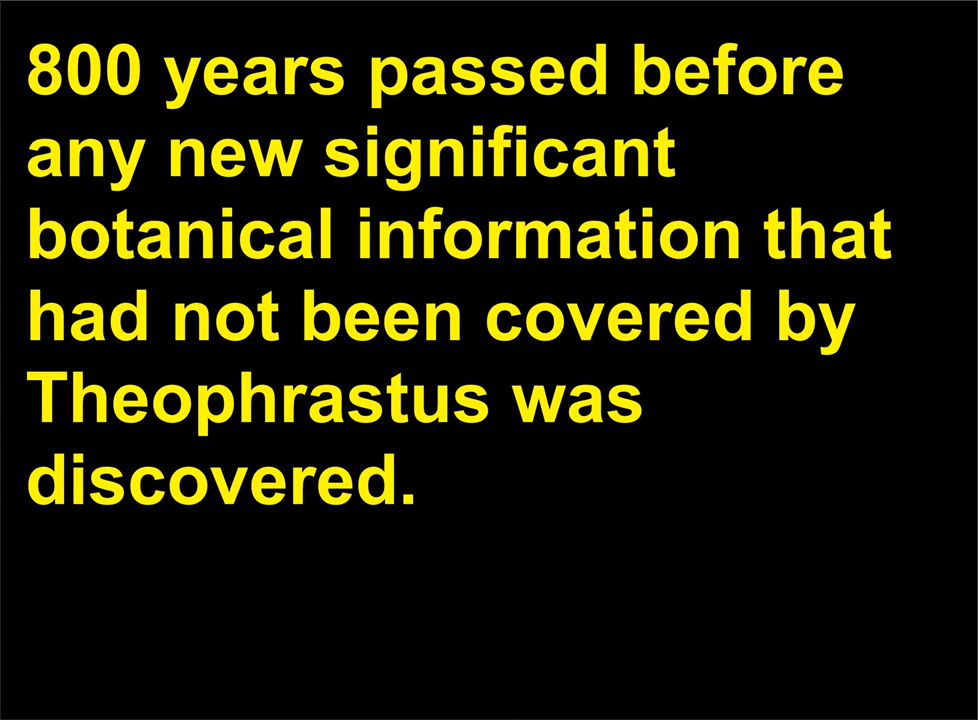 800 years passed before
any new significant
botanical information that
had not been covered by
Theophrastus was
discovered.